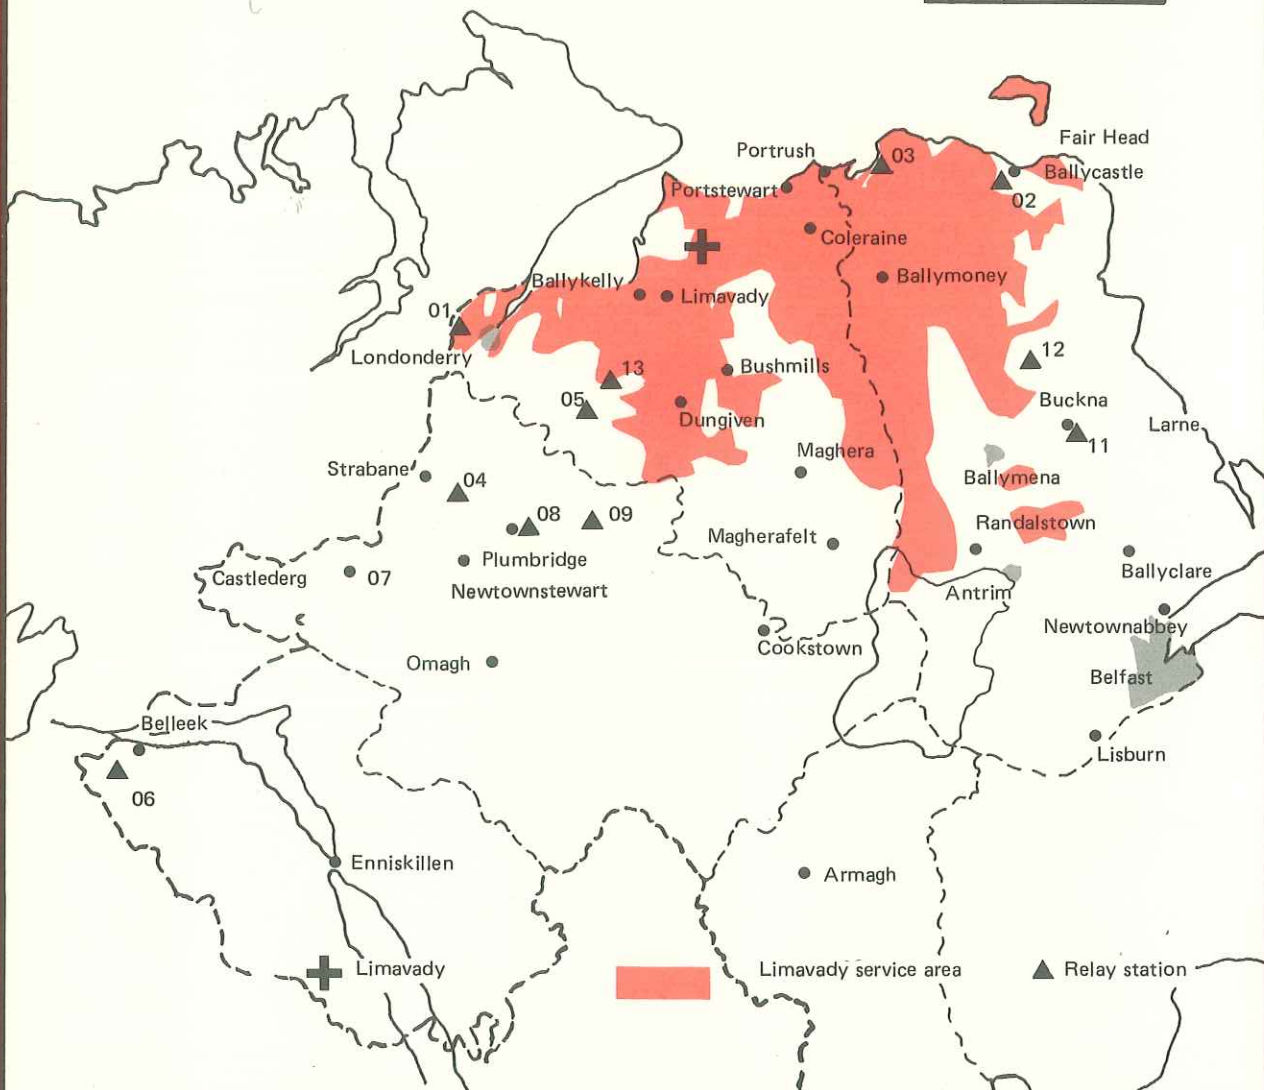 Fair Head
Portrush
03
Ballycastle
Portstewart
02
Coleraine
Ballykelly
Ballymoney
Limavady
01
Londonderry
12
Bushmills
13
05
Buckna
Dungiven
Larne
11
Maghera
Strabane
04
Ballymena
08
09
Randalstown
Magherafelt
Plumbridge
Castlederg
07
Ballyclare
Newtownstewart
Antrim
Newtownabbey
Cookstown
Omagh
Belfast
Belleek
Lisburn
06
Enniskillen
Armagh
Limavady
Limavady service area
Relay station